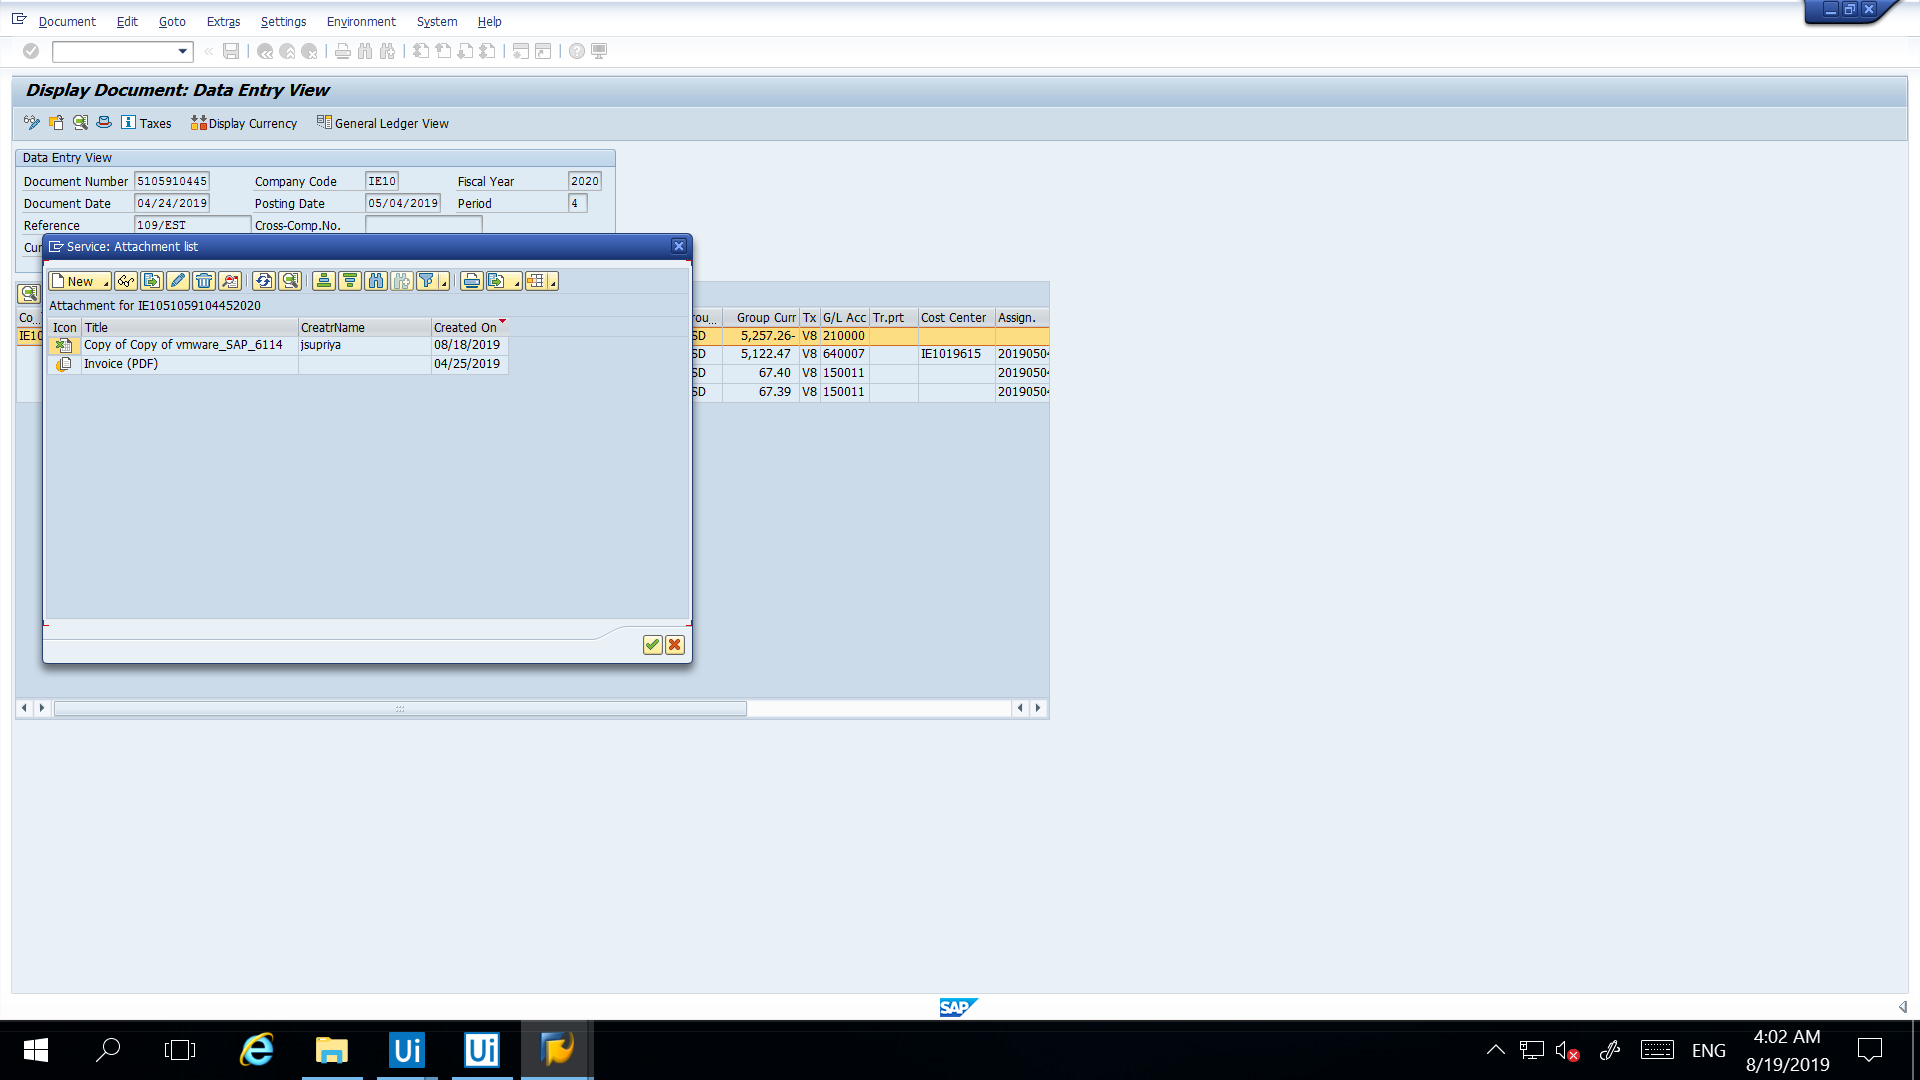 Document Edit Goto Extras Settings Environment System Help
Display Document: Data Entry View
Taxes Display Currency General Ledger View
Data Entry View
Document Number 5105910445 Company Code IE10 Fiscal Year 2020
Document Date 04/24/2019 Posting Date 05/04/2019 Period 4
Reference 109/EST Cross-Comp.No.
Cur
Service: Attachment list
New
Attachment for IE1051059104452020
Icon Title CreatrName Created On
Copy of Copy of vmware_SAP_6114 jsupriya 08/18/2019
Invoice (PDF) 04/25/2019
Co... rou... Group Curr Tx G/L Acc Tr.prt Cost Center Assign.
IE10 SD 5,257.26- V8 210000
SD 5,122.47 V8 640007 IE1019615 20190504
SD 67.40 V8 150011 20190504
SD 67.39 V8 150011 20190504
SAP
Ui Ui ENG 4:02 AM
8/19/2019